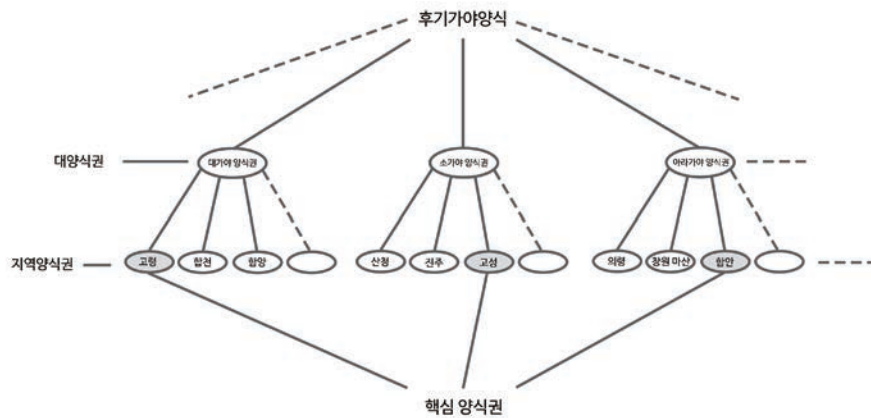 후기가야양식
대양식권
대가야 양식권
소가야 양식권
아라가야 양식권
지역양식권
고령
합천
함양
산청
진주
고성
의령
창원 마산
함안
핵심 양식권